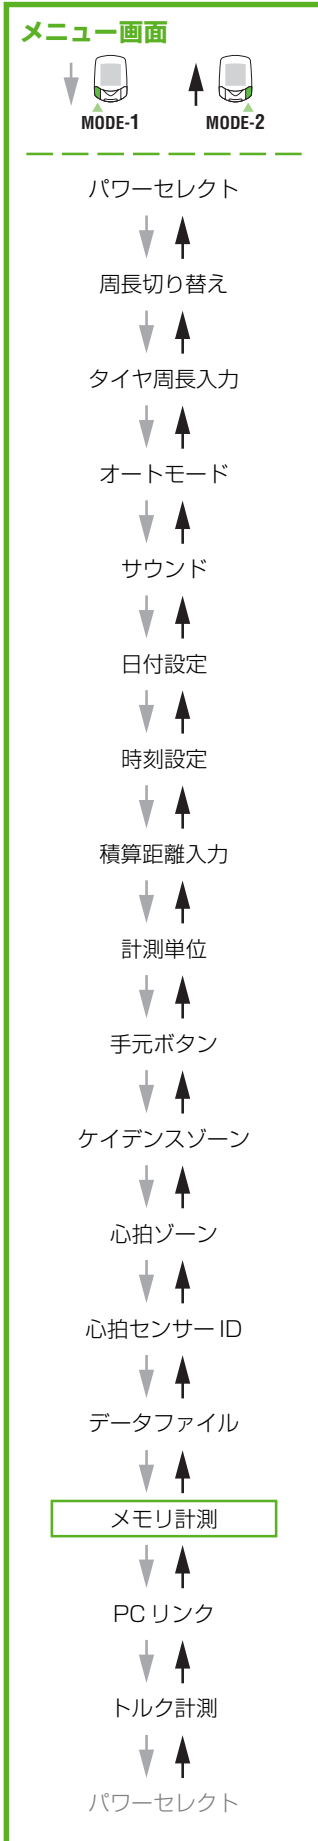 メニュー画面
MODE-1 MODE-2
パワーセレクト
周長切り替え
タイヤ周長入力
オートモード
サウンド
日付設定
時刻設定
積算距離入力
計測単位
手元ボタン
ケイデンスゾーン
心拍ゾーン
心拍センサー ID
データファイル
メモリ計測
PC リンク
トルク計測
パワーセレクト